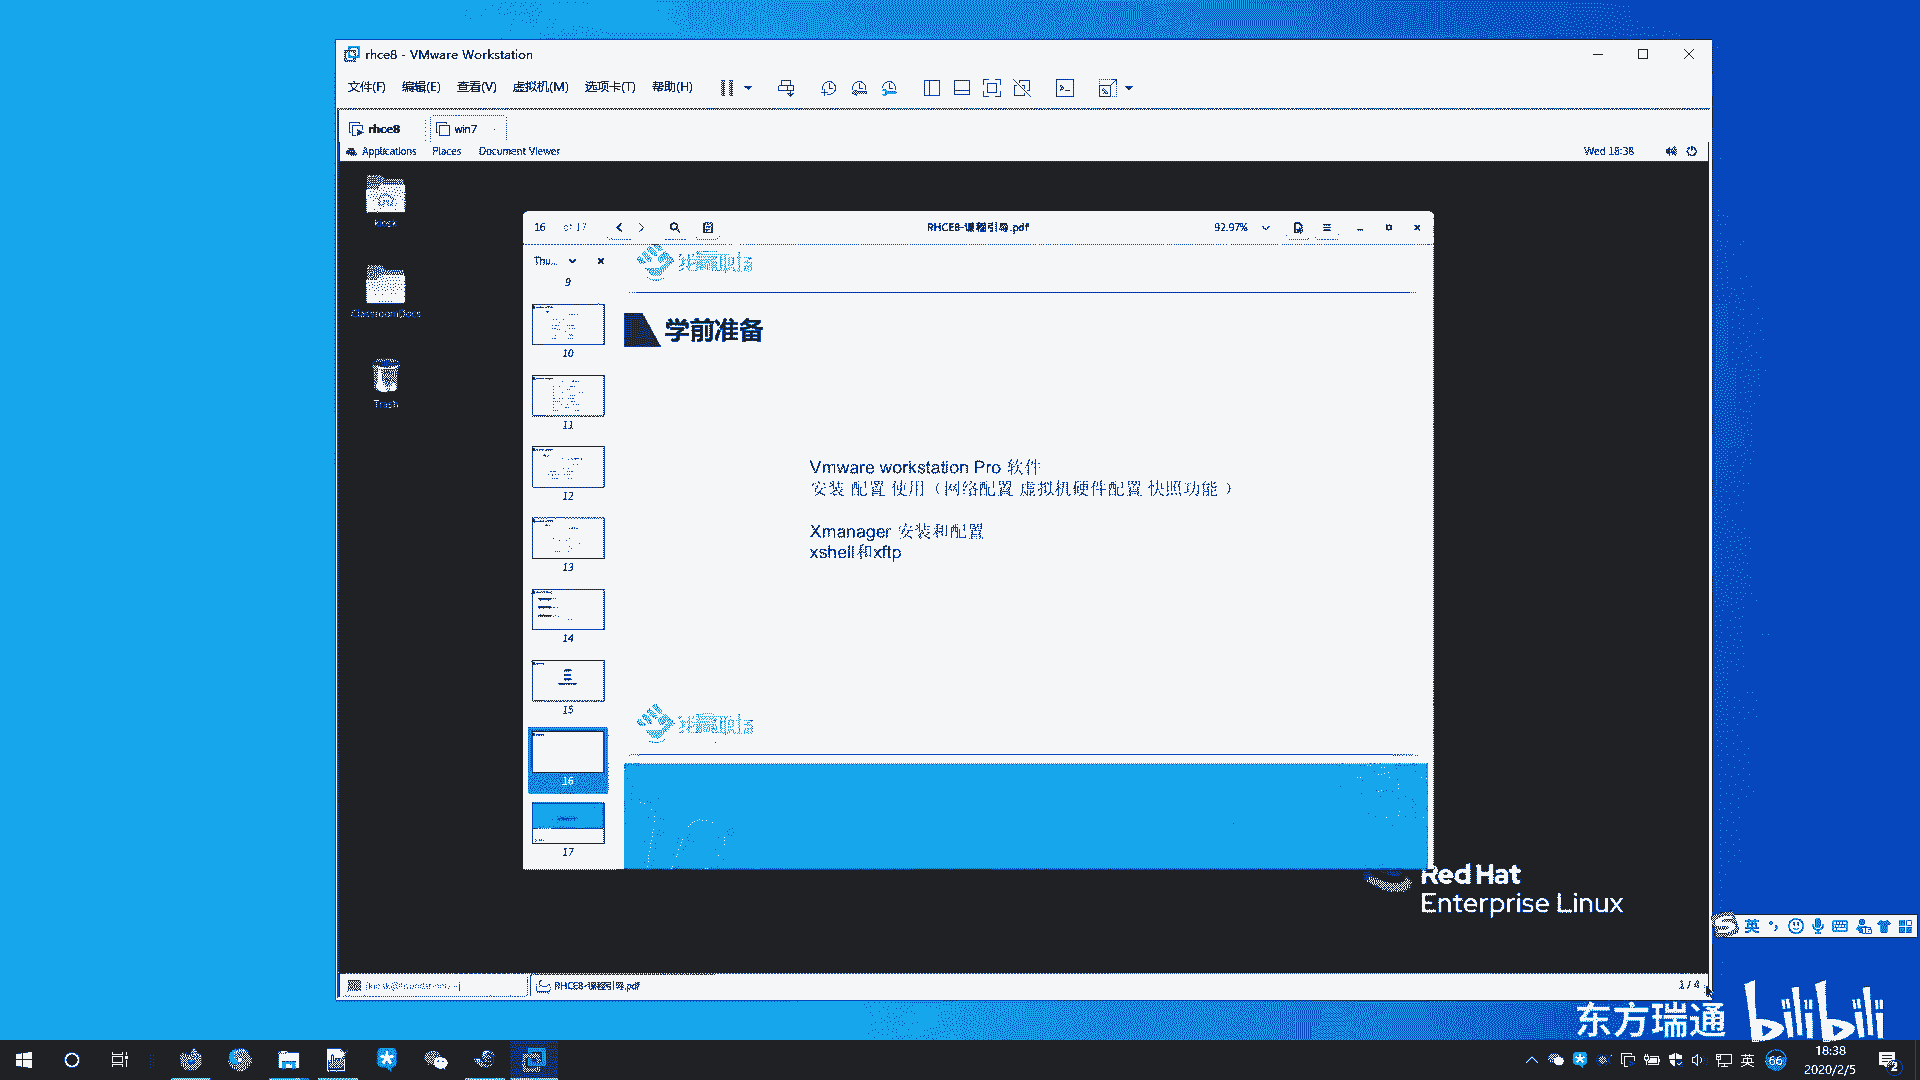 rhce8 - VMware Workstation
文件(F) 编辑(E) 查看(V) 虚拟机(M) 选项卡(T) 帮助(H)
rhce8 win7
Applications Places Document Viewer Wed 18:38
kiosk
ClassroomDocs
Trash
16 of 17 RHCE8-课程引导.pdf 92.97%
Thu...
9
10
11
12
13
14
15
16
17
学前准备
Vmware workstation Pro 软件
安装 配置 使用（网络配置 虚拟机硬件配置 快照功能 ）
Xmanager 安装和配置
xshell和xftp
Red Hat
Enterprise Linux
英
RHCE8-课程引导.pdf
1 / 4
东方瑞通 bilibili
英 66
18:38
2020/2/5
2